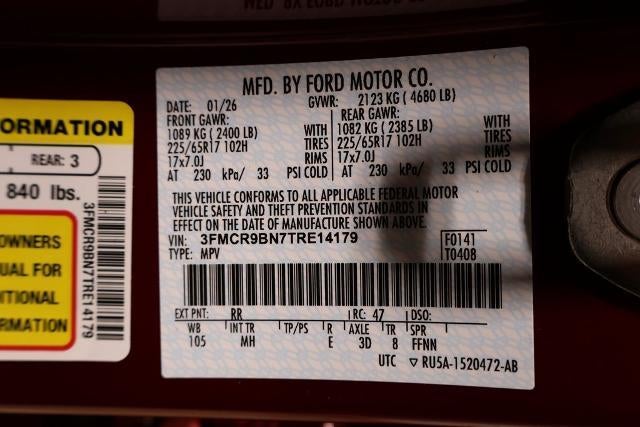 MFD. BY FORD MOTOR CO.
DATE: 01/26 GVWR: 2123 KG ( 4680 LB)
FRONT GAWR: REAR GAWR:
1089 KG ( 2400 LB) WITH 1082 KG ( 2385 LB) WITH
225/65R17 102H TIRES 225/65R17 102H TIRES
17x7.0J RIMS 17x7.0J RIMS
AT 230 kPa/ 33 PSI COLD AT 230 kPa/ 33 PSI COLD
THIS VEHICLE CONFORMS TO ALL APPLICABLE FEDERAL MOTOR
VEHICLE SAFETY AND THEFT PREVENTION STANDARDS IN
EFFECT ON THE DATE OF MANUFACTURE SHOWN ABOVE.
VIN: 3FMCR9BN7TRE14179 F0141
TYPE: MPV T0408
EXT PNT: RR RC: 47 DSO:
WB INT TR TP/PS R AXLE TR SPR
105 MH E 3D 8 FFNN
UTC ▽ RU5A-1520472-AB
ORMATION
REAR: 3
840 lbs.
OWNERS
UAL FOR
DITIONAL
RMATION
3FMCR9BN7TRE14179